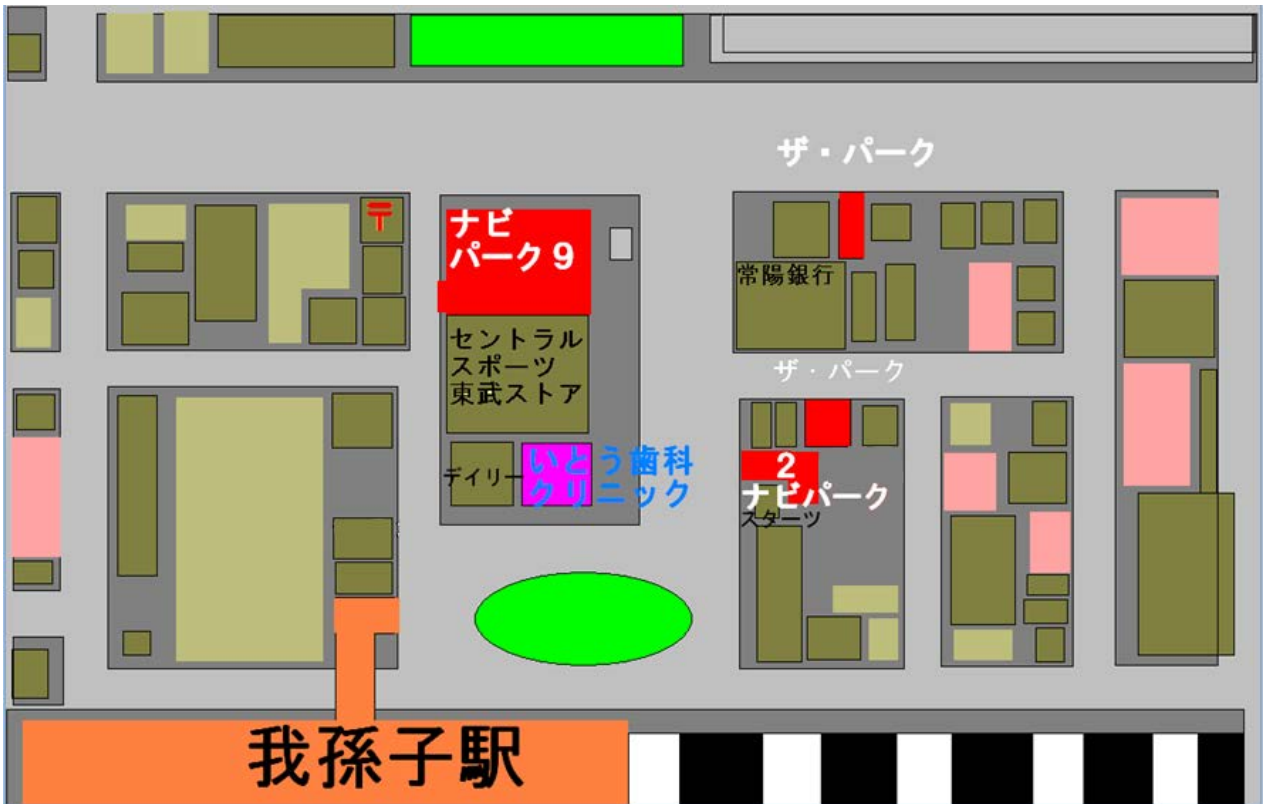 ザ・パーク
〒
ナビ
パーク９
常陽銀行
セントラル
スポーツ
東武ストア
ザ・パーク
デイリー
いとう歯科
クリニック
２
ナビパーク
スターツ
我孫子駅